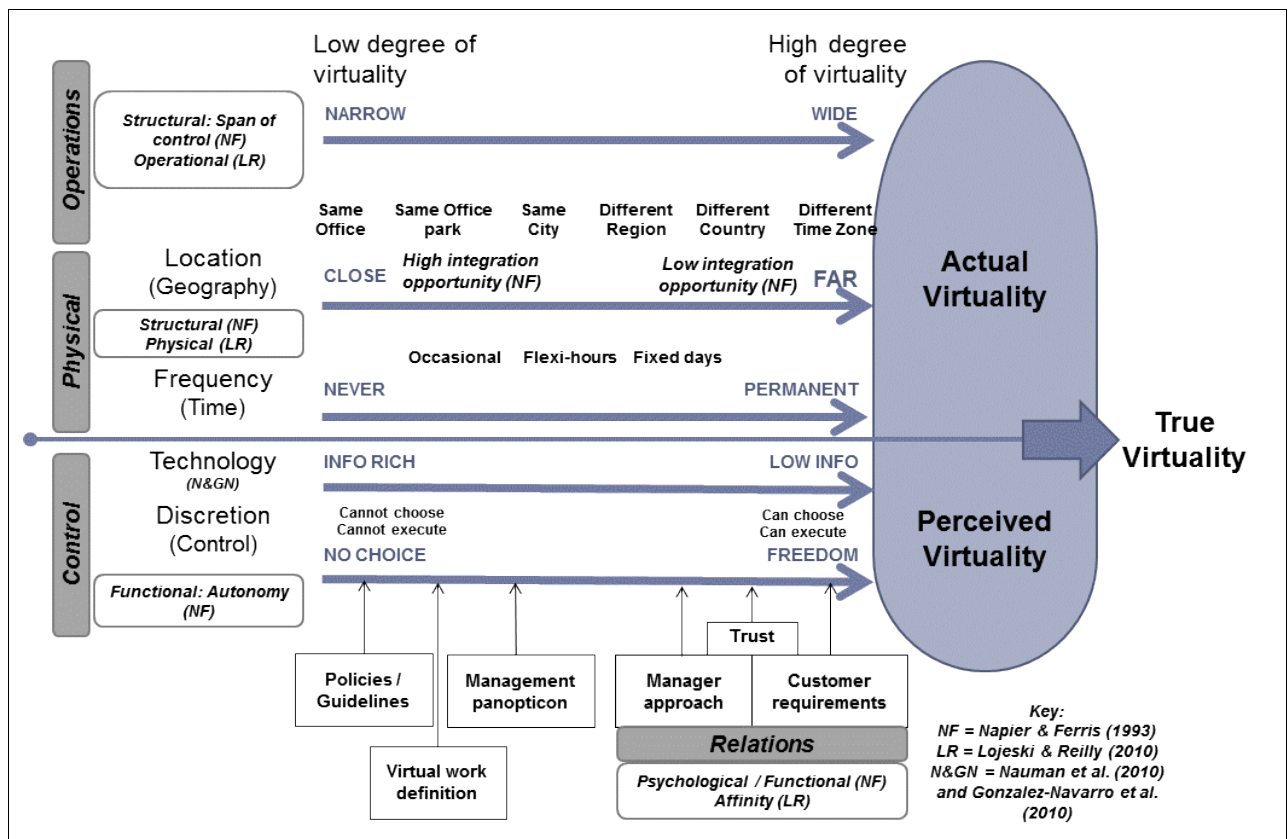 Low degree of
virtuality
High degree
of virtuality
Operations
Structural: Span of
control (NF)
Operational (LR)
NARROW
WIDE
Same
Office
Same Office
park
Same
City
Different
Region
Different
Country
Different
Time Zone
Physical
Location
(Geography)
CLOSE
High integration
opportunity (NF)
Low integration
opportunity (NF)
FAR
Structural (NF)
Physical (LR)
Occasional
Flexi-hours
Fixed days
Frequency
(Time)
NEVER
PERMANENT
Actual
Virtuality
True
Virtuality
Perceived
Virtuality
Control
Technology
(N&GN)
INFO RICH
LOW INFO
Discretion
(Control)
Cannot choose
Cannot execute
Can choose
Can execute
NO CHOICE
FREEDOM
Functional: Autonomy
(NF)
Policies /
Guidelines
Virtual work
definition
Management
panopticon
Trust
Manager
approach
Customer
requirements
Relations
Psychological / Functional (NF)
Affinity (LR)
Key:
NF = Napier & Ferris (1993)
LR = Lojeski & Reilly (2010)
N&GN = Nauman et al. (2010)
and Gonzalez-Navarro et al.
(2010)